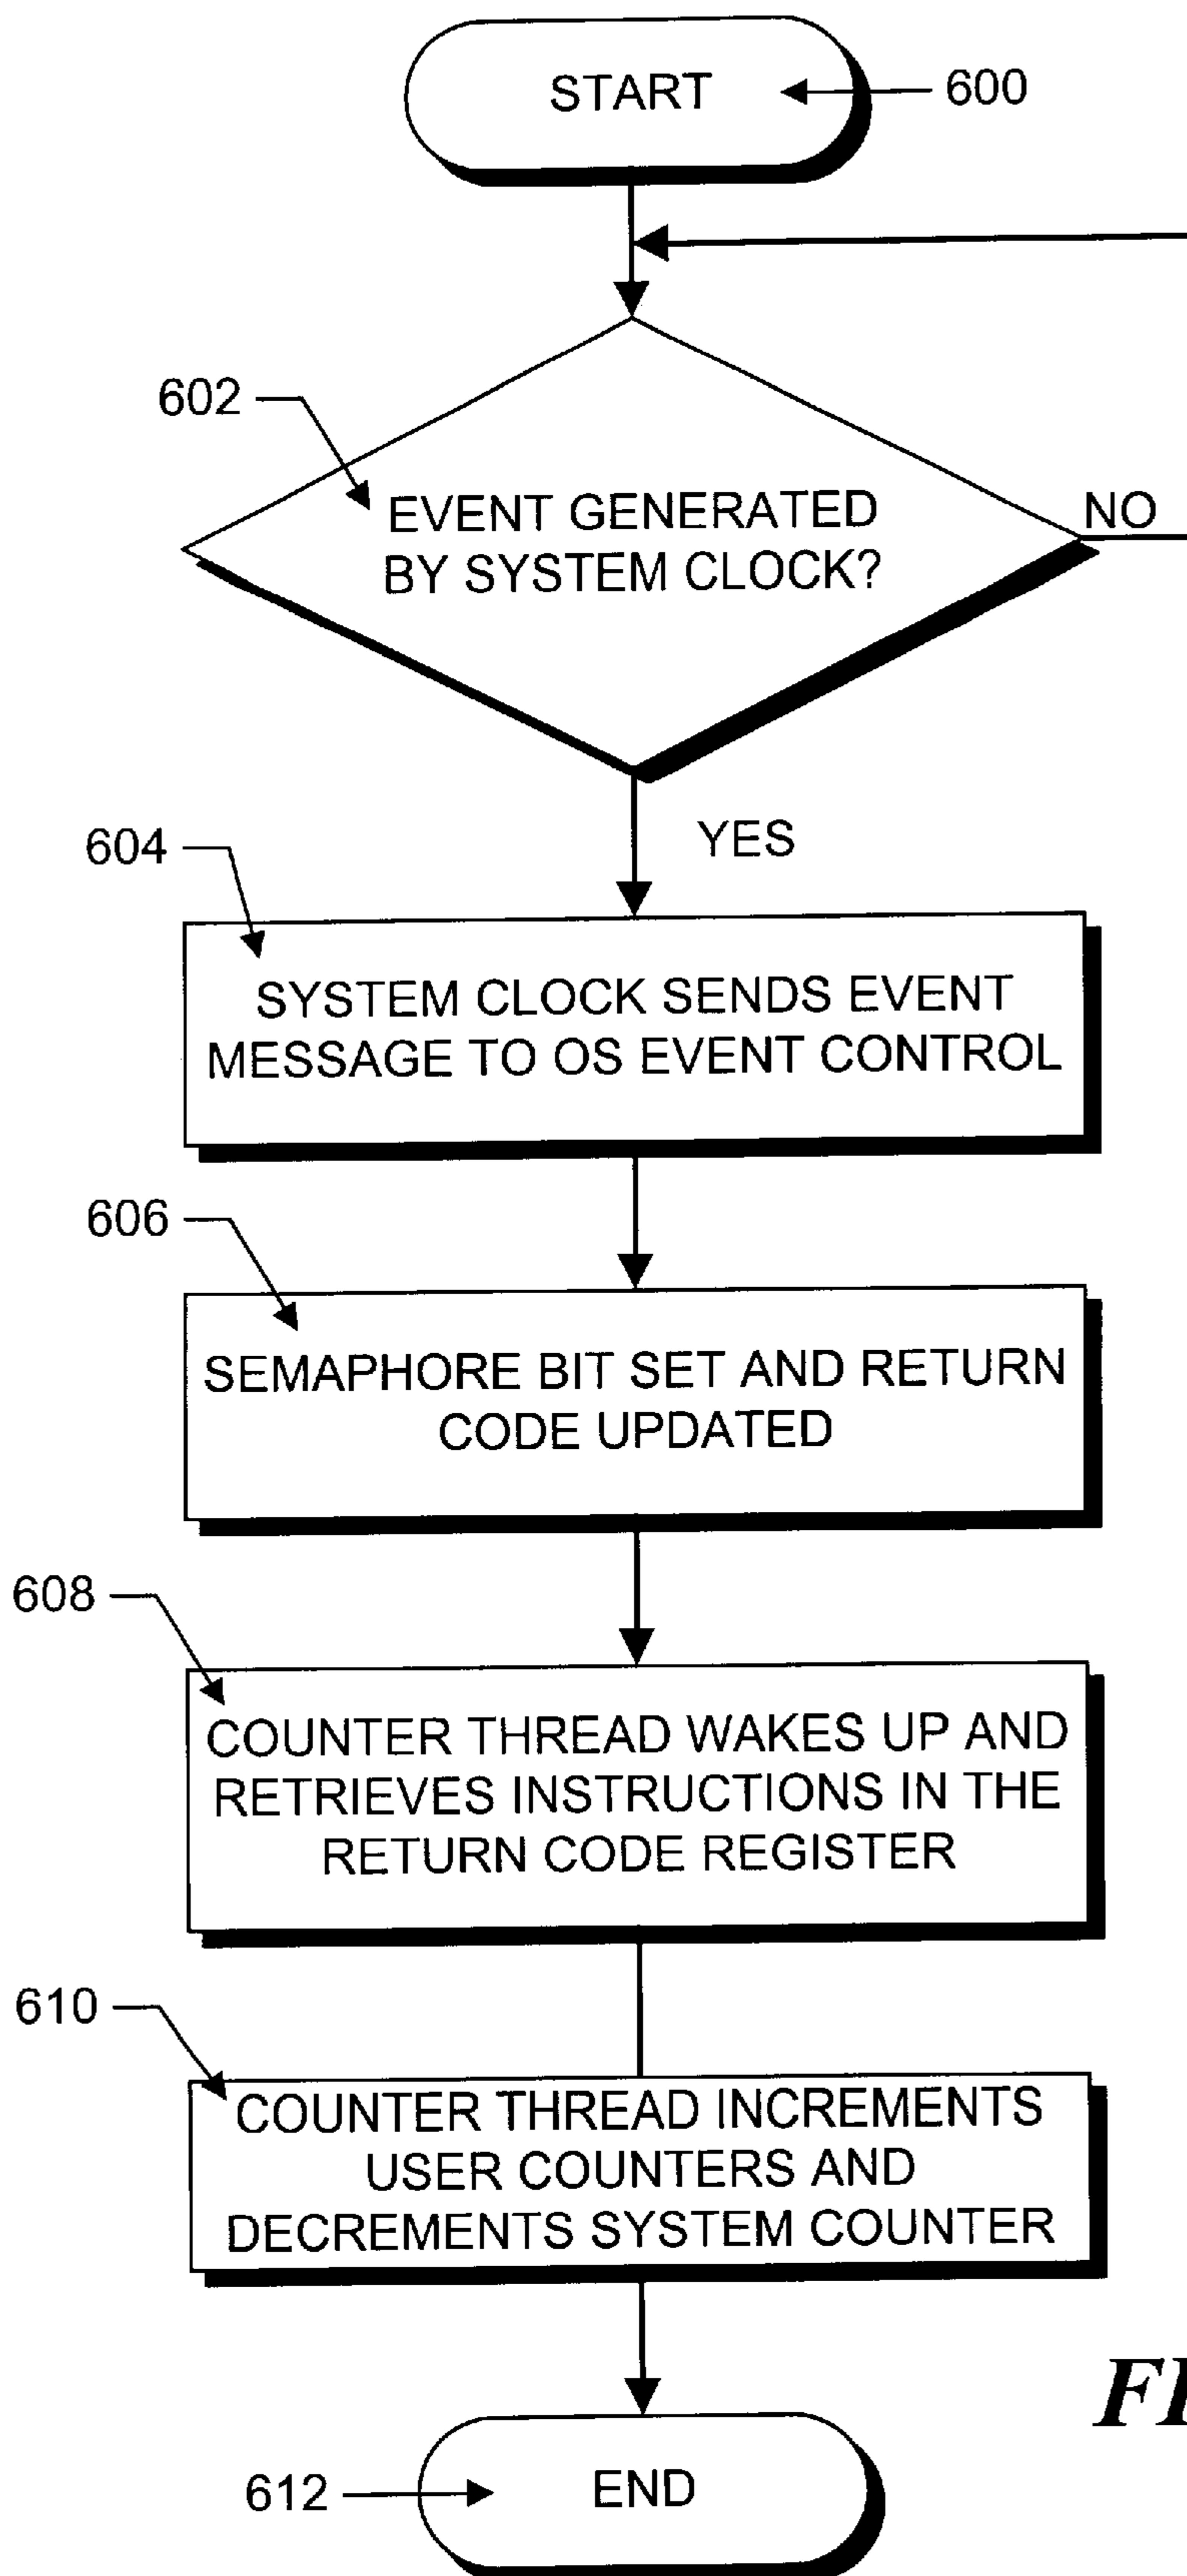 START
600
602
EVENT GENERATED
BY SYSTEM CLOCK?
NO
YES
604
SYSTEM CLOCK SENDS EVENT
MESSAGE TO OS EVENT CONTROL
606
SEMAPHORE BIT SET AND RETURN
CODE UPDATED
608
COUNTER THREAD WAKES UP AND
RETRIEVES INSTRUCTIONS IN THE
RETURN CODE REGISTER
610
COUNTER THREAD INCREMENTS
USER COUNTERS AND
DECREMENTS SYSTEM COUNTER
612
END